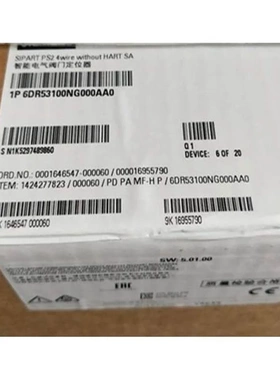 SIPART PS2 4wire without HART SA
智能电气阀门定位器
1P 6DR53100NG000AA0
S N1K5297489860
Q 1
DEVICE: 6 OF 20
ORD.NO.: 0001646547-000060 / 000016955790
ITEM: 1424277823 / 000060 / PD PA MF-H P / 6DR53100NG000AA0
K 1646547 000060
9K 16955790
SW: 5.01.00
EAC